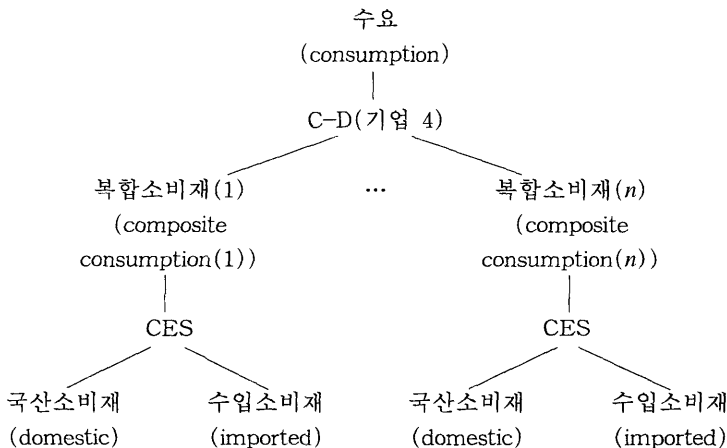 수요
(consumption)
C-D(기업 4)
복합소비재(1) ... 복합소비재(n)
(composite (composite
consumption(1)) consumption(n))
CES CES
국산소비재 수입소비재 국산소비재 수입소비재
(domestic) (imported) (domestic) (imported)